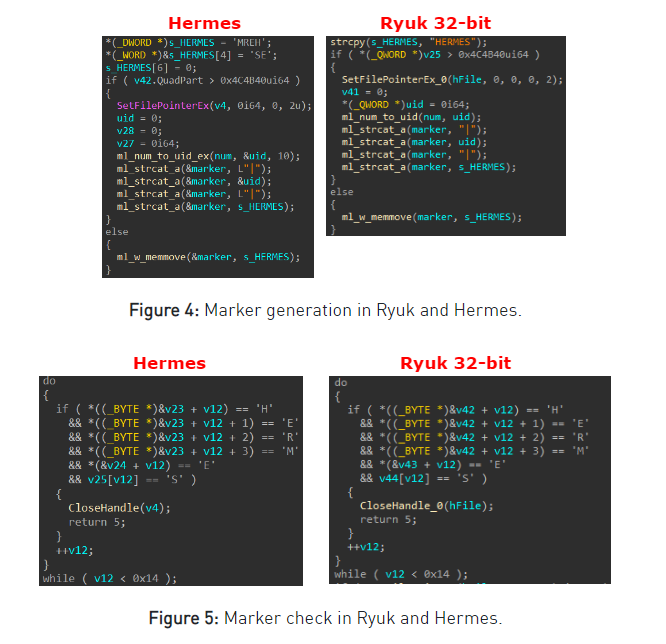 Hermes
*(_DWORD *)s_HERMES = 'MREH';
*(_WORD *)&s_HERMES[4] = 'SE';
s_HERMES[6] = 0;
if ( v42.QuadPart > 0x4C4B40ui64 )
{
SetFilePointerEx(v4, 0i64, 0, 2u);
uid = 0;
v28 = 0;
v27 = 0i64;
ml_num_to_uid_ex(num, &uid, 10);
ml_strcat_a(&marker, L"|");
ml_strcat_a(&marker, &uid);
ml_strcat_a(&marker, L"|");
ml_strcat_a(&marker, s_HERMES);
}
else
{
ml_w_memmove(&marker, s_HERMES);
}
Ryuk 32-bit
strcpy(s_HERMES, "HERMES");
if ( *(_QWORD *)v25 > 0x4C4B40ui64 )
{
SetFilePointerEx_0(hFile, 0, 0, 0, 2);
v41 = 0;
*(_QWORD *)uid = 0i64;
ml_num_to_uid(num, uid);
ml_strcat_a(marker, "|");
ml_strcat_a(marker, uid);
ml_strcat_a(marker, "|");
ml_strcat_a(marker, s_HERMES);
}
else
{
ml_w_memmove(marker, s_HERMES);
}
Figure 4: Marker generation in Ryuk and Hermes.
Hermes
do
{
if ( *((_BYTE *)&v23 + v12) == 'H'
&& *((_BYTE *)&v23 + v12 + 1) == 'E'
&& *((_BYTE *)&v23 + v12 + 2) == 'R'
&& *((_BYTE *)&v23 + v12 + 3) == 'M'
&& *(&v24 + v12) == 'E'
&& v25[v12] == 'S' )
{
CloseHandle(v4);
return 5;
}
++v12;
}
while ( v12 < 0x14 );
Ryuk 32-bit
do
{
if ( *((_BYTE *)&v42 + v12) == 'H'
&& *((_BYTE *)&v42 + v12 + 1) == 'E'
&& *((_BYTE *)&v42 + v12 + 2) == 'R'
&& *((_BYTE *)&v42 + v12 + 3) == 'M'
&& *(&v43 + v12) == 'E'
&& v44[v12] == 'S' )
{
CloseHandle_0(hFile);
return 5;
}
++v12;
}
while ( v12 < 0x14 );
Figure 5: Marker check in Ryuk and Hermes.